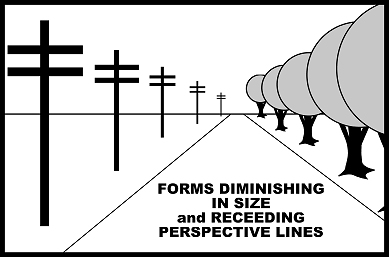 FORMS DIMINISHING
IN SIZE
and RECEEDING
PERSPECTIVE LINES